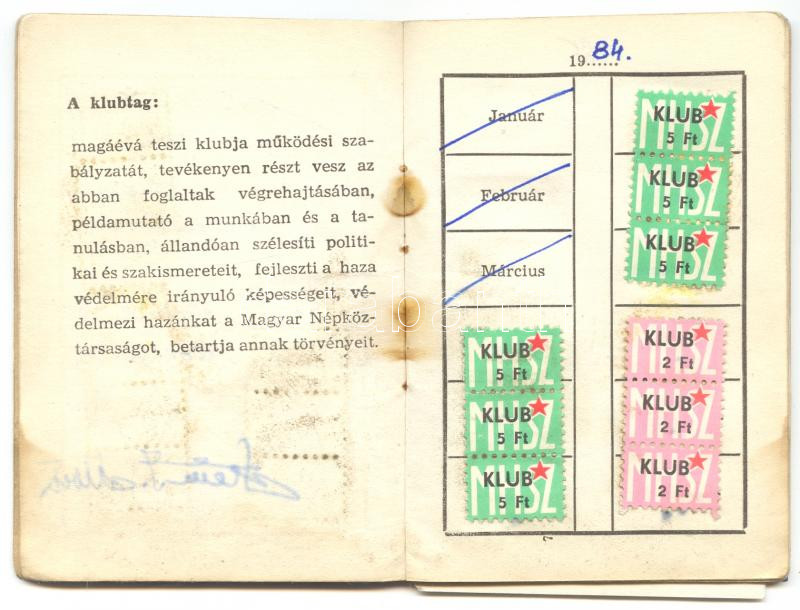 A klubtag:
magáévá teszi klubja működési sza-
bályzatát, tevékenyen részt vesz az
abban foglaltak végrehajtásában,
példamutató a munkában és a ta-
nulásban, állandóan szélesíti politi-
kai és szakismereteit, fejleszti a haza
védelmére irányuló képességeit, vé-
delmezi hazánkat a Magyar Népköz-
társaságot, betartja annak törvényeit.
19......84.
Január
Február
Március
MHSZ
KLUB
5 Ft
MHSZ
KLUB
5 Ft
MHSZ
KLUB
5 Ft
MHSZ
KLUB
5 Ft
MHSZ
KLUB
5 Ft
MHSZ
KLUB
5 Ft
MHSZ
KLUB
2 Ft
MHSZ
KLUB
2 Ft
MHSZ
KLUB
2 Ft
7